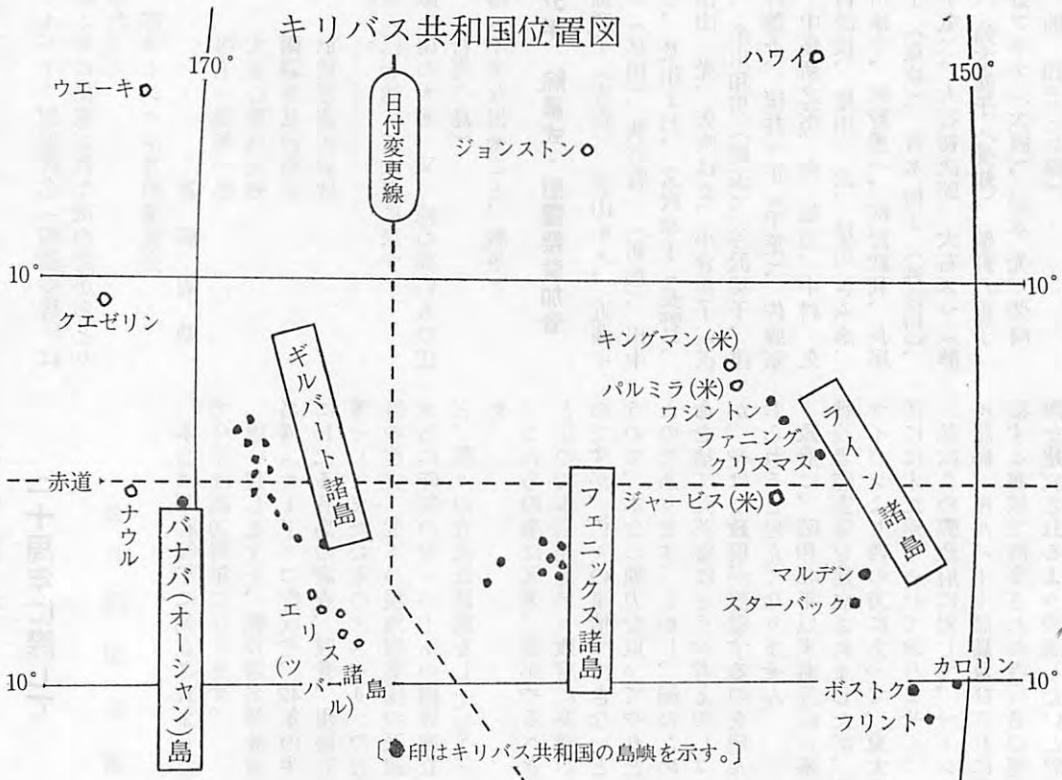 キリバス共和国位置図
170°
150°
ウエーキ
ハワイ
日付変更線
ジョンストン
10°
10°
クエゼリン
キングマン(米)
パルミラ(米)
ワシントン
ファニング
クリスマス
ギルバート諸島
ライン諸島
赤道
ナウル
ジャービス(米)
バナバ(オーシャン)島
フェニックス諸島
マルデン
スターバック
エリス諸島
(ツバル)
カロリン
ボストク
フリント
10°
10°
〔●印はキリバス共和国の島嶼を示す。〕